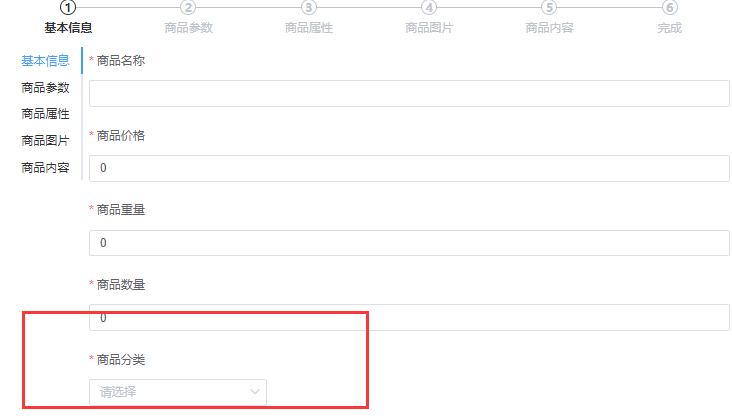 1 2 3 4 5 6
基本信息 商品参数 商品属性 商品图片 商品内容 完成
基本信息
商品参数
商品属性
商品图片
商品内容
* 商品名称
* 商品价格
0
* 商品重量
0
* 商品数量
0
* 商品分类
请选择